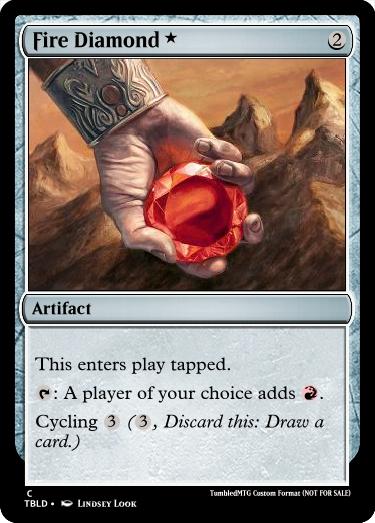 Fire Diamond ★ 2
Artifact
This enters play tapped.
: A player of your choice adds .
Cycling 3 (3, Discard this: Draw a
card.)
C
TBLD • Lindsey Look
TumbledMTG Custom Format (NOT FOR SALE)